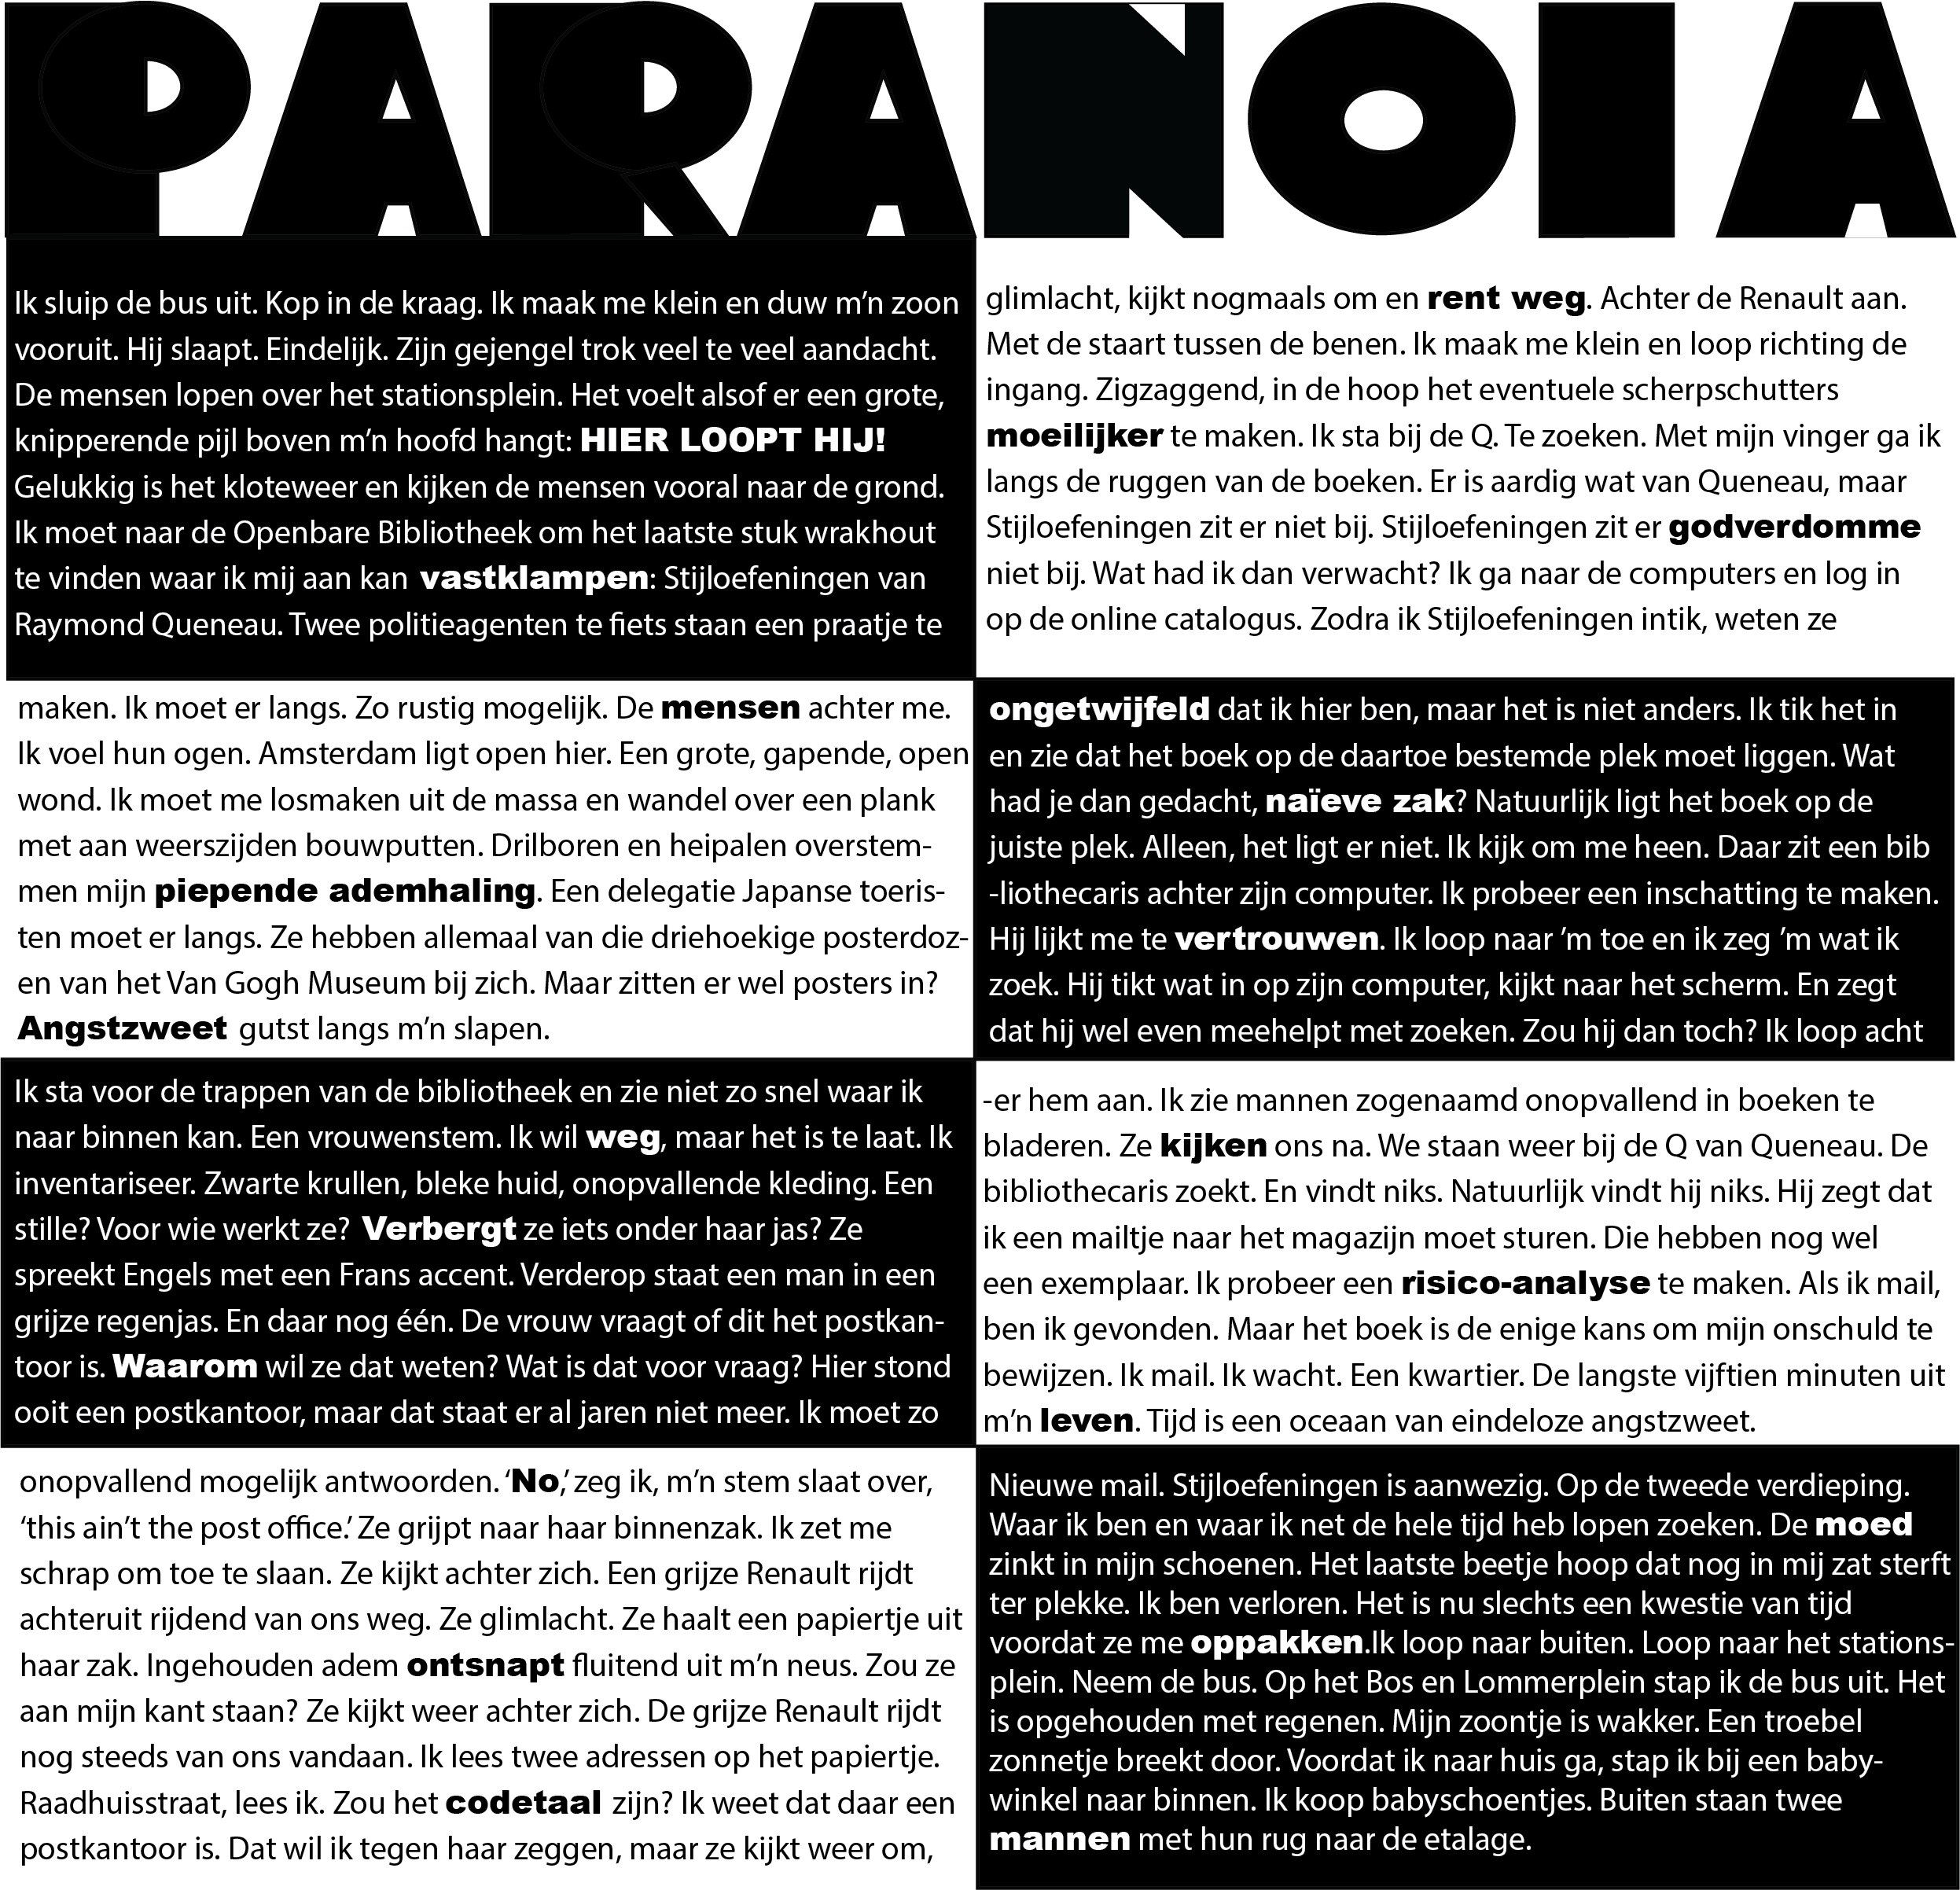 PARANOIA
Ik sluip de bus uit. Kop in de kraag. Ik maak me klein en duw m’n zoon
vooruit. Hij slaapt. Eindelijk. Zijn gejengel trok veel te veel aandacht.
De mensen lopen over het stationsplein. Het voelt alsof er een grote,
knipperende pijl boven m’n hoofd hangt: HIER LOOPT HIJ!
Gelukkig is het kloteweer en kijken de mensen vooral naar de grond.
Ik moet naar de Openbare Bibliotheek om het laatste stuk wrakhout
te vinden waar ik mij aan kan vastklampen: Stijloefeningen van
Raymond Queneau. Twee politieagenten te fiets staan een praatje te
maken. Ik moet er langs. Zo rustig mogelijk. De mensen achter me.
Ik voel hun ogen. Amsterdam ligt open hier. Een grote, gapende, open
wond. Ik moet me losmaken uit de massa en wandel over een plank
met aan weerszijden bouwputten. Drilboren en heipalen overstem-
men mijn piepende ademhaling. Een delegatie Japanse toeris-
ten moet er langs. Ze hebben allemaal van die driehoekige posterdoz-
en van het Van Gogh Museum bij zich. Maar zitten er wel posters in?
Angstzweet gutst langs m’n slapen.
Ik sta voor de trappen van de bibliotheek en zie niet zo snel waar ik
naar binnen kan. Een vrouwenstem. Ik wil weg, maar het is te laat. Ik
inventariseer. Zwarte krullen, bleke huid, onopvallende kleding. Een
stille? Voor wie werkt ze? Verbergt ze iets onder haar jas? Ze
spreekt Engels met een Frans accent. Verderop staat een man in een
grijze regenjas. En daar nog één. De vrouw vraagt of dit het postkan-
toor is. Waarom wil ze dat weten? Wat is dat voor vraag? Hier stond
ooit een postkantoor, maar dat staat er al jaren niet meer. Ik moet zo
onopvallend mogelijk antwoorden. ‘No,’ zeg ik, m’n stem slaat over,
‘this ain’t the post office.’ Ze grijpt naar haar binnenzak. Ik zet me
schrap om toe te slaan. Ze kijkt achter zich. Een grijze Renault rijdt
achteruit rijdend van ons weg. Ze glimlacht. Ze haalt een papiertje uit
haar zak. Ingehouden adem ontsnapt fluitend uit m’n neus. Zou ze
aan mijn kant staan? Ze kijkt weer achter zich. De grijze Renault rijdt
nog steeds van ons vandaan. Ik lees twee adressen op het papiertje.
Raadhuisstraat, lees ik. Zou het codetaal zijn? Ik weet dat daar een
postkantoor is. Dat wil ik tegen haar zeggen, maar ze kijkt weer om,
glimlacht, kijkt nogmaals om en rent weg. Achter de Renault aan.
Met de staart tussen de benen. Ik maak me klein en loop richting de
ingang. Zigzaggend, in de hoop het eventuele scherpschutters
moeilijker te maken. Ik sta bij de Q. Te zoeken. Met mijn vinger ga ik
langs de ruggen van de boeken. Er is aardig wat van Queneau, maar
Stijloefeningen zit er niet bij. Stijloefeningen zit er godverdomme
niet bij. Wat had ik dan verwacht? Ik ga naar de computers en log in
op de online catalogus. Zodra ik Stijloefeningen intik, weten ze
ongetwijfeld dat ik hier ben, maar het is niet anders. Ik tik het in
en zie dat het boek op de daartoe bestemde plek moet liggen. Wat
had je dan gedacht, naïeve zak? Natuurlijk ligt het boek op de
juiste plek. Alleen, het ligt er niet. Ik kijk om me heen. Daar zit een bib
-liothecaris achter zijn computer. Ik probeer een inschatting te maken.
Hij lijkt me te vertrouwen. Ik loop naar ’m toe en ik zeg ’m wat ik
zoek. Hij tikt wat in op zijn computer, kijkt naar het scherm. En zegt
dat hij wel even meehelpt met zoeken. Zou hij dan toch? Ik loop acht
-er hem aan. Ik zie mannen zogenaamd onopvallend in boeken te
bladeren. Ze kijken ons na. We staan weer bij de Q van Queneau. De
bibliothecaris zoekt. En vindt niks. Natuurlijk vindt hij niks. Hij zegt dat
ik een mailtje naar het magazijn moet sturen. Die hebben nog wel
een exemplaar. Ik probeer een risico-analyse te maken. Als ik mail,
ben ik gevonden. Maar het boek is de enige kans om mijn onschuld te
bewijzen. Ik mail. Ik wacht. Een kwartier. De langste vijftien minuten uit
m’n leven. Tijd is een oceaan van eindeloze angstzweet.
Nieuwe mail. Stijloefeningen is aanwezig. Op de tweede verdieping.
Waar ik ben en waar ik net de hele tijd heb lopen zoeken. De moed
zinkt in mijn schoenen. Het laatste beetje hoop dat nog in mij zat sterft
ter plekke. Ik ben verloren. Het is nu slechts een kwestie van tijd
voordat ze me oppakken.Ik loop naar buiten. Loop naar het stations-
plein. Neem de bus. Op het Bos en Lommerplein stap ik de bus uit. Het
is opgehouden met regenen. Mijn zoontje is wakker. Een troebel
zonnetje breekt door. Voordat ik naar huis ga, stap ik bij een baby-
winkel naar binnen. Ik koop babyschoentjes. Buiten staan twee
mannen met hun rug naar de etalage.